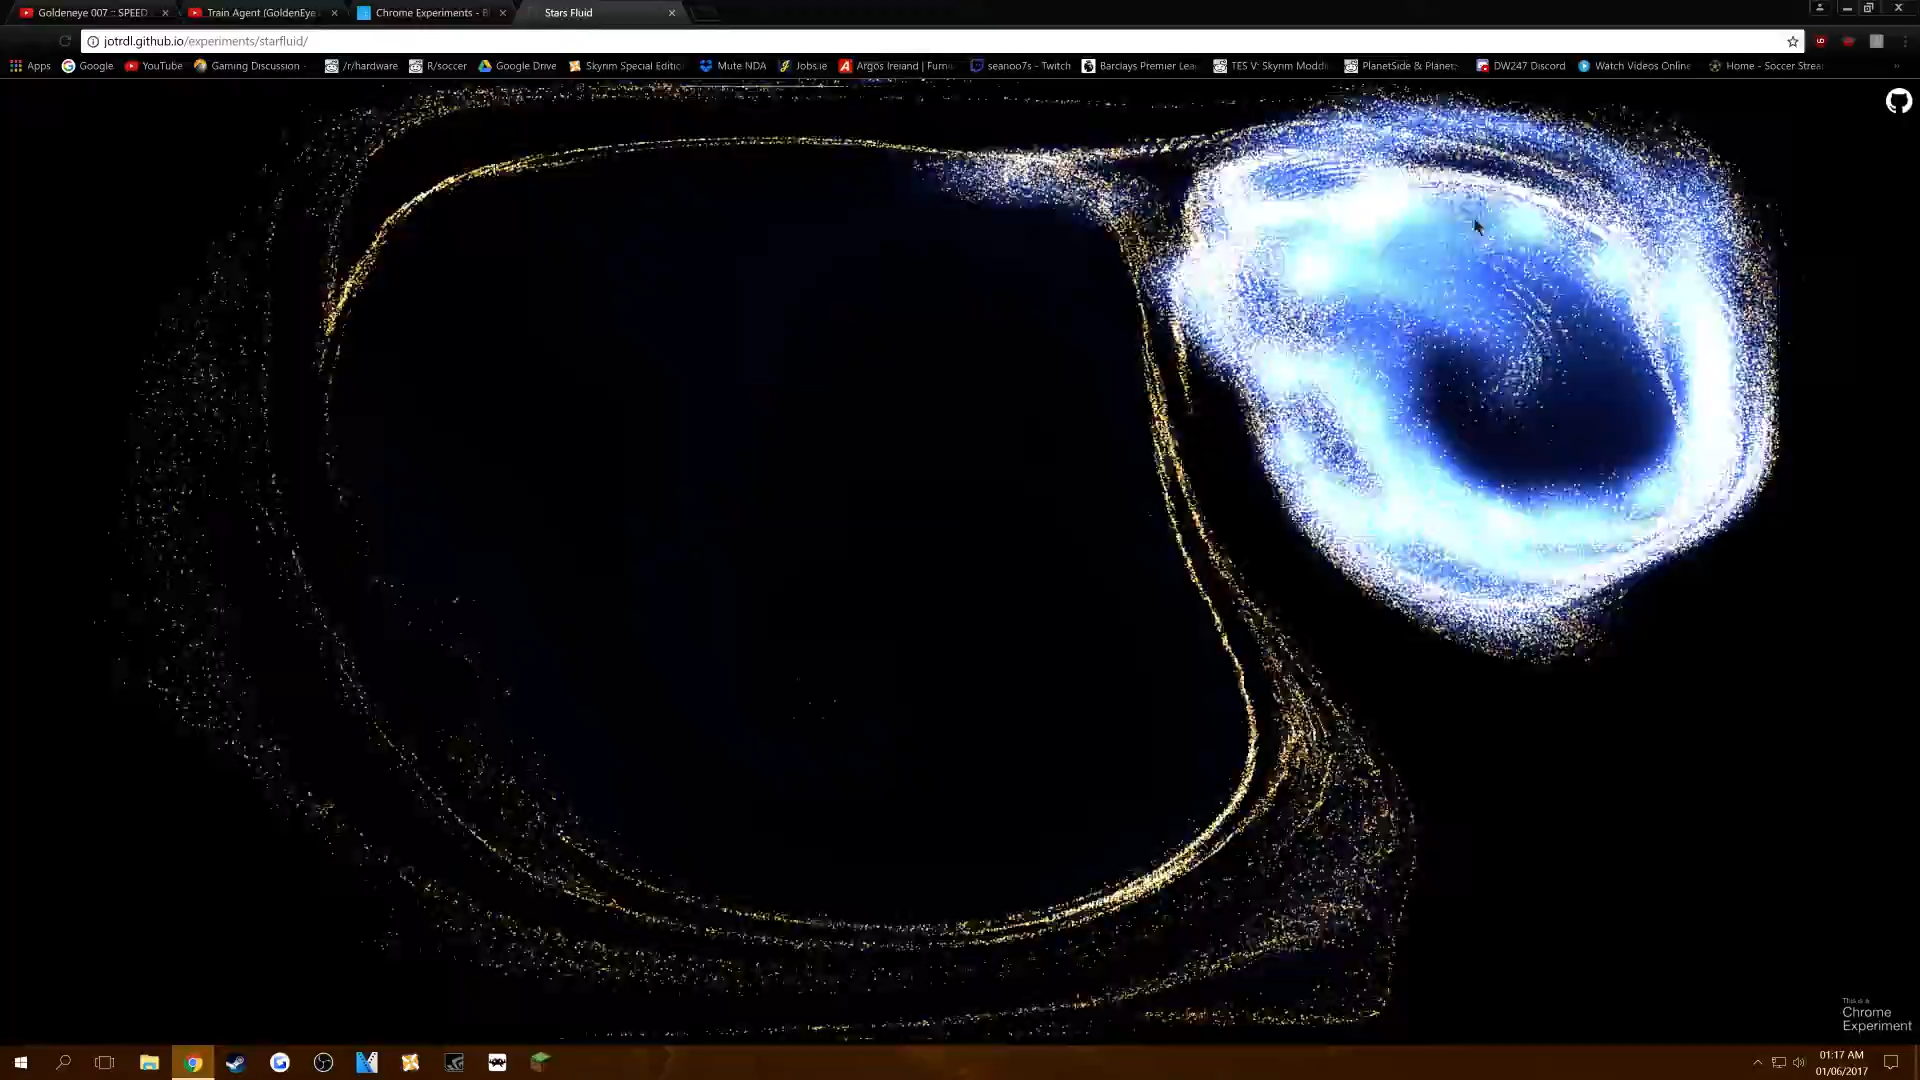 Goldeneye 007 :: SPEED
Train Agent (GoldenEye
Chrome Experiments - B
Stars Fluid
jotrdl.github.io/experiments/starfluid/
Apps
Google
YouTube
Gaming Discussion -
/r/hardware
R/soccer
Google Drive
Skyrim Special Editio
Mute NDA
Jobs.ie
Argos Ireland | Furni
seanoo7s - Twitch
Barclays Premier Lea
TES V: Skyrim Moddi
PlanetSide & Planets
DW247 Discord
Watch Videos Online
Home - Soccer Strea
This is a
Chrome
Experiment
01:17 AM
01/06/2017